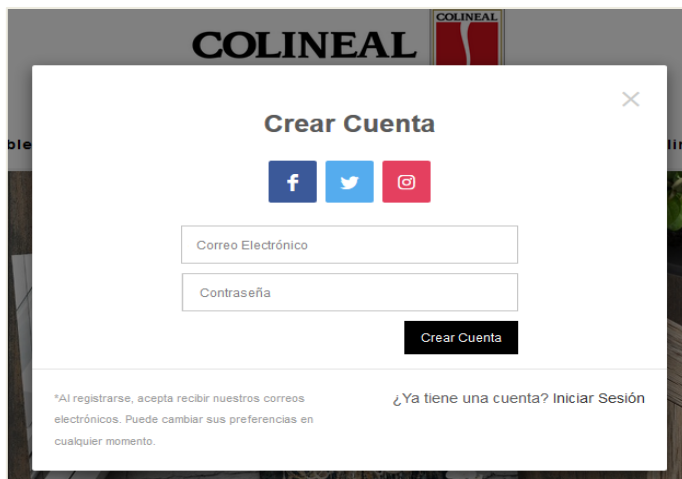 COLINEAL
COLINEAL
Crear Cuenta
Correo Electrónico
Contraseña
Crear Cuenta
*Al registrarse, acepta recibir nuestros correos
electrónicos. Puede cambiar sus preferencias en
cualquier momento.
¿Ya tiene una cuenta? Iniciar Sesión